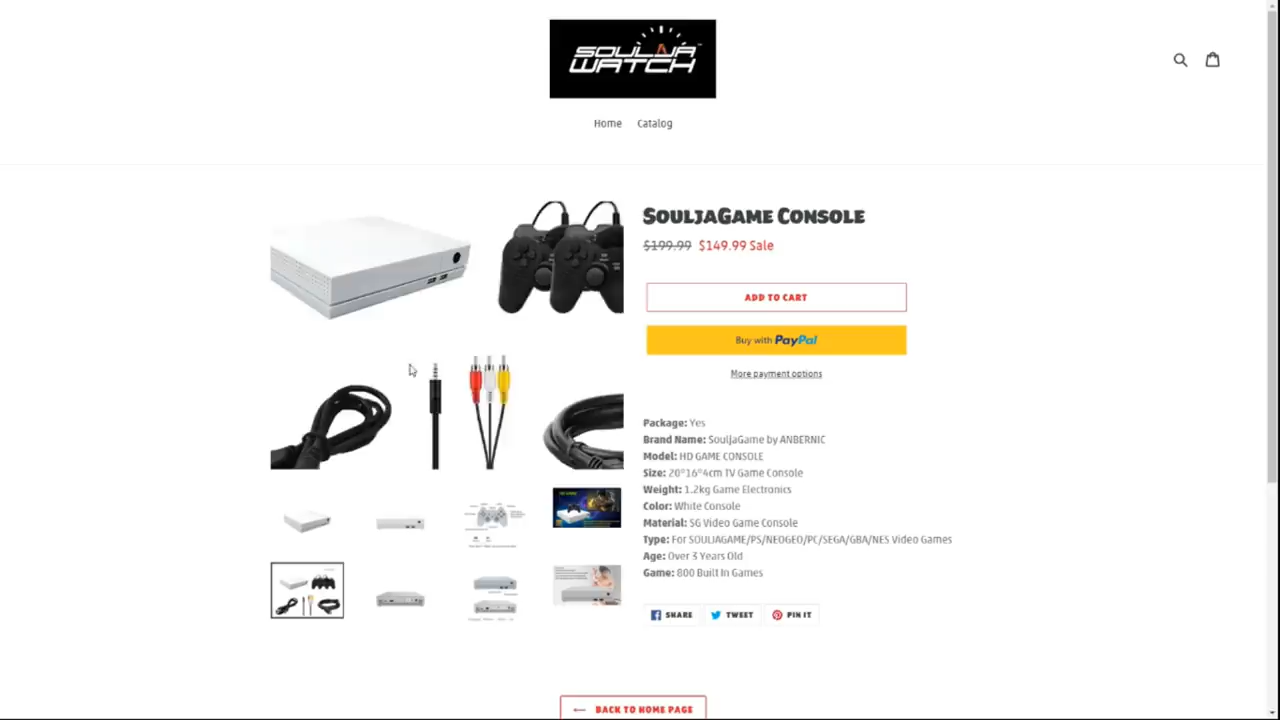 SOULJA
WATCH
Home Catalog
SOULJAGAME CONSOLE
$199.99 $149.99 Sale
ADD TO CART
Buy with PayPal
More payment options
Package: Yes
Brand Name: SouljaGame by ANBERNIC
Model: HD GAME CONSOLE
Size: 20*16*4cm TV Game Console
Weight: 1.2kg Game Electronics
Color: White Console
Material: SG Video Game Console
Type: For SOULJAGAME/PS/NEOGEO/PC/SEGA/GBA/NES Video Games
Age: Over 3 Years Old
Game: 800 Built In Games
SHARE TWEET PIN IT
BACK TO HOME PAGE